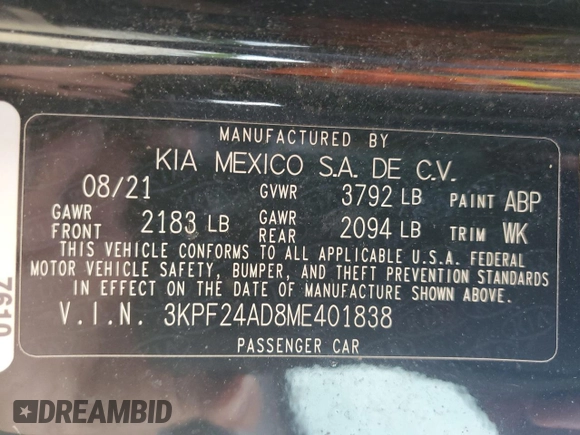 MANUFACTURED BY
KIA MEXICO S.A. DE C.V.
08/21 GVWR 3792 LB PAINT ABP
GAWR FRONT 2183 LB GAWR REAR 2094 LB TRIM WK
THIS VEHICLE CONFORMS TO ALL APPLICABLE U.S.A. FEDERAL
MOTOR VEHICLE SAFETY, BUMPER, AND THEFT PREVENTION STANDARDS
IN EFFECT ON THE DATE OF MANUFACTURE SHOWN ABOVE.
V.I.N. 3KPF24AD8ME401838
PASSENGER CAR
DREAMBID